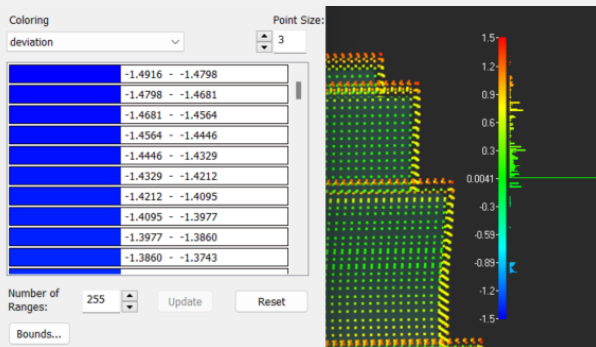 Coloring
Point Size:
deviation
3
-1.4916 - -1.4798
-1.4798 - -1.4681
-1.4681 - -1.4564
-1.4564 - -1.4446
-1.4446 - -1.4329
-1.4329 - -1.4212
-1.4212 - -1.4095
-1.4095 - -1.3977
-1.3977 - -1.3860
-1.3860 - -1.3743
Number of
Ranges:
255
Update
Reset
Bounds...
1.5
1.2
0.9
0.6
0.3
0.0041
-0.3
-0.59
-0.89
-1.2
-1.5